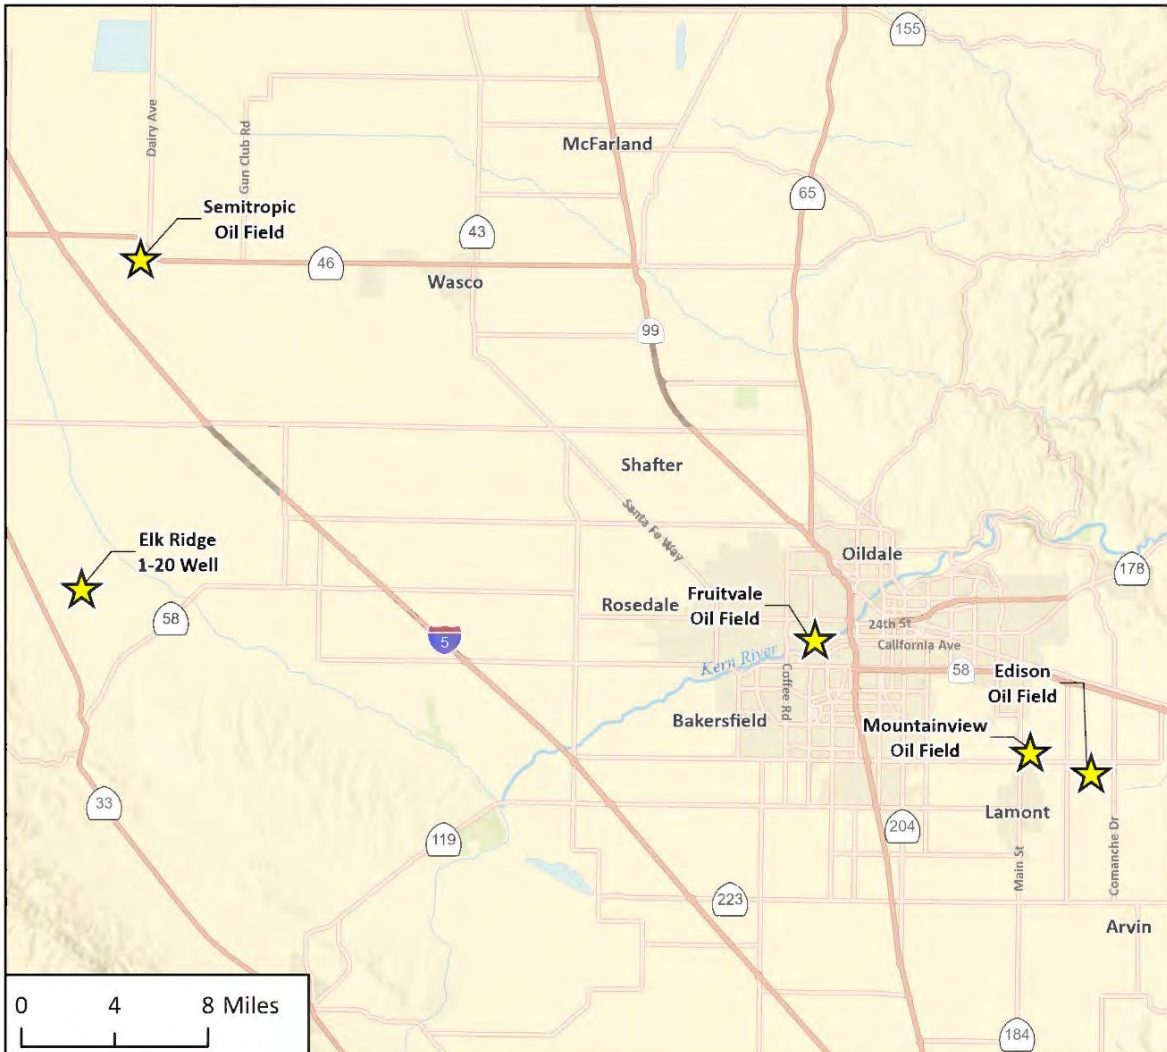 155
Dairy Ave
Gun Club Rd
McFarland
65
Semitropic
Oil Field
43
46
Wasco
99
Shafter
Santa Fe Way
Elk Ridge
1-20 Well
Oildale
178
58
Fruitvale
Oil Field
Rosedale
24th St
California Ave
5
Kern River
Coffee Rd
58
Edison
Oil Field
Bakersfield
Mountainview
Oil Field
33
Lamont
119
204
Main St
Comanche Dr
223
Arvin
0 4 8 Miles
184